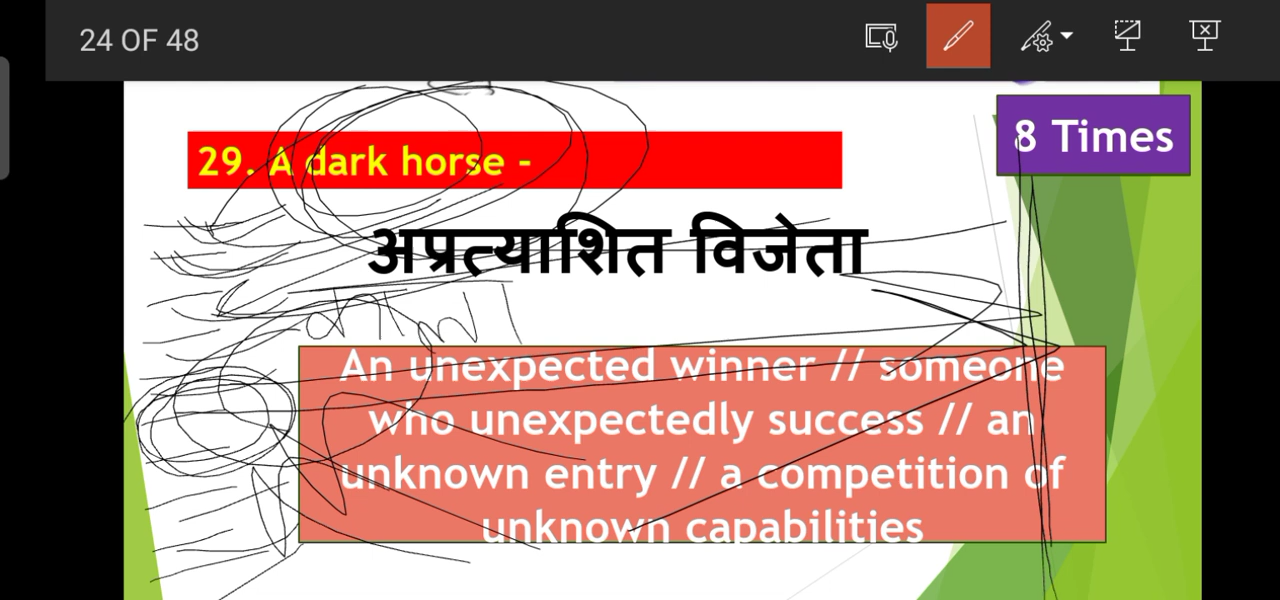 24 OF 48
8 Times
29. A dark horse -
अप्रत्याशित विजेता
An unexpected winner // someone
who unexpectedly success // an
unknown entry // a competition of
unknown capabilities